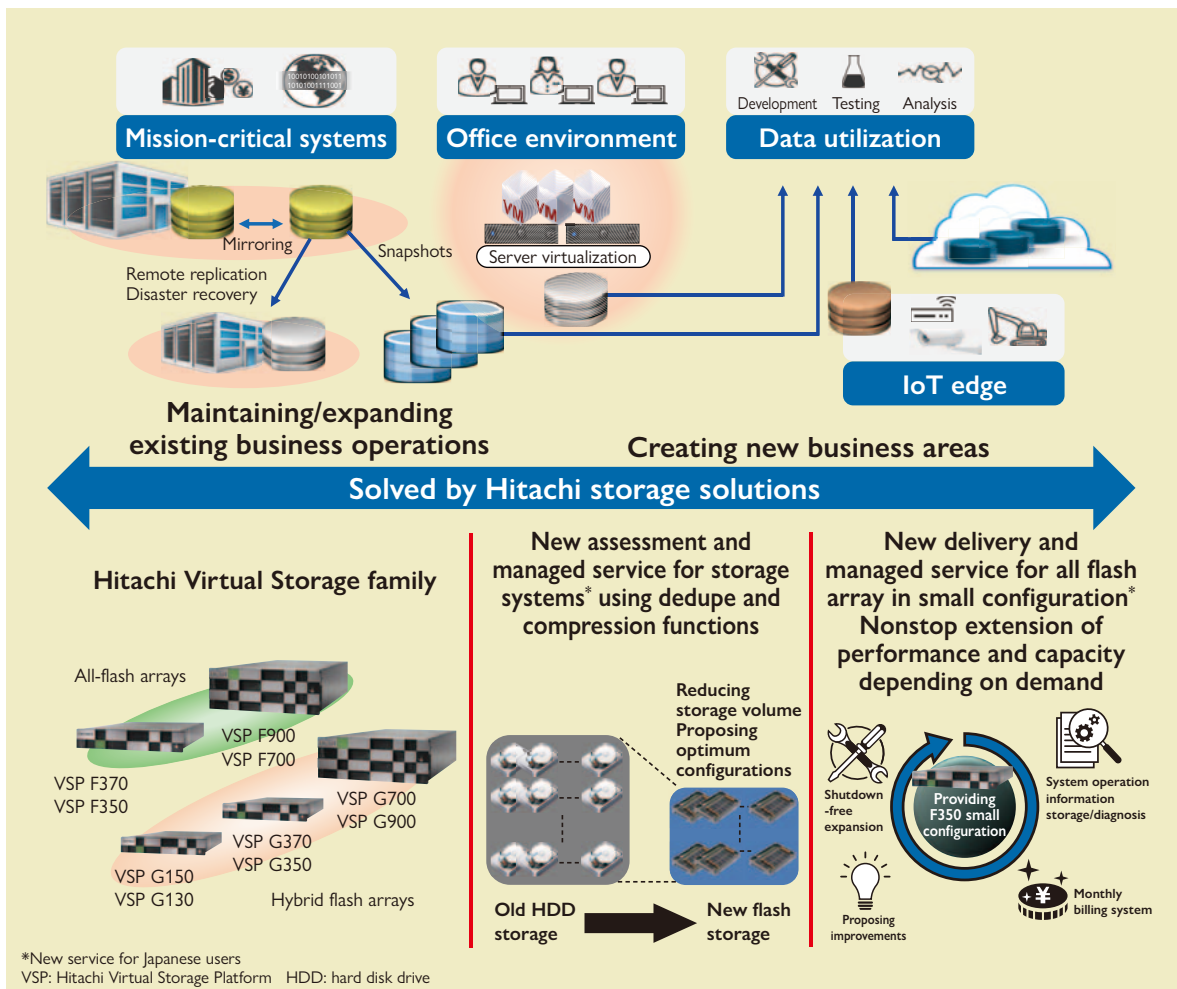 10010100101011
10101001111001
Mission-critical systems
Office environment
Development
Testing
Analysis
Data utilization
Mirroring
Remote replication
Disaster recovery
Snapshots
VM
VM
VM
Server virtualization
IoT edge
Maintaining/expanding
existing business operations
Creating new business areas
Solved by Hitachi storage solutions
Hitachi Virtual Storage family
All-flash arrays
VSP F900
VSP F700
VSP F370
VSP F350
VSP G700
VSP G900
VSP G370
VSP G350
VSP G150
VSP G130
Hybrid flash arrays
New assessment and
managed service for storage
systems* using dedupe and
compression functions
Reducing
storage volume
Proposing
optimum
configurations
Old HDD
storage
New flash
storage
New delivery and
managed service for all flash
array in small configuration*
Nonstop extension of
performance and capacity
depending on demand
Shutdown
-free
expansion
Providing
F350 small
configuration
System operation
information
storage/diagnosis
Proposing
improvements
¥
Monthly
billing system
*New service for Japanese users
VSP: Hitachi Virtual Storage Platform HDD: hard disk drive